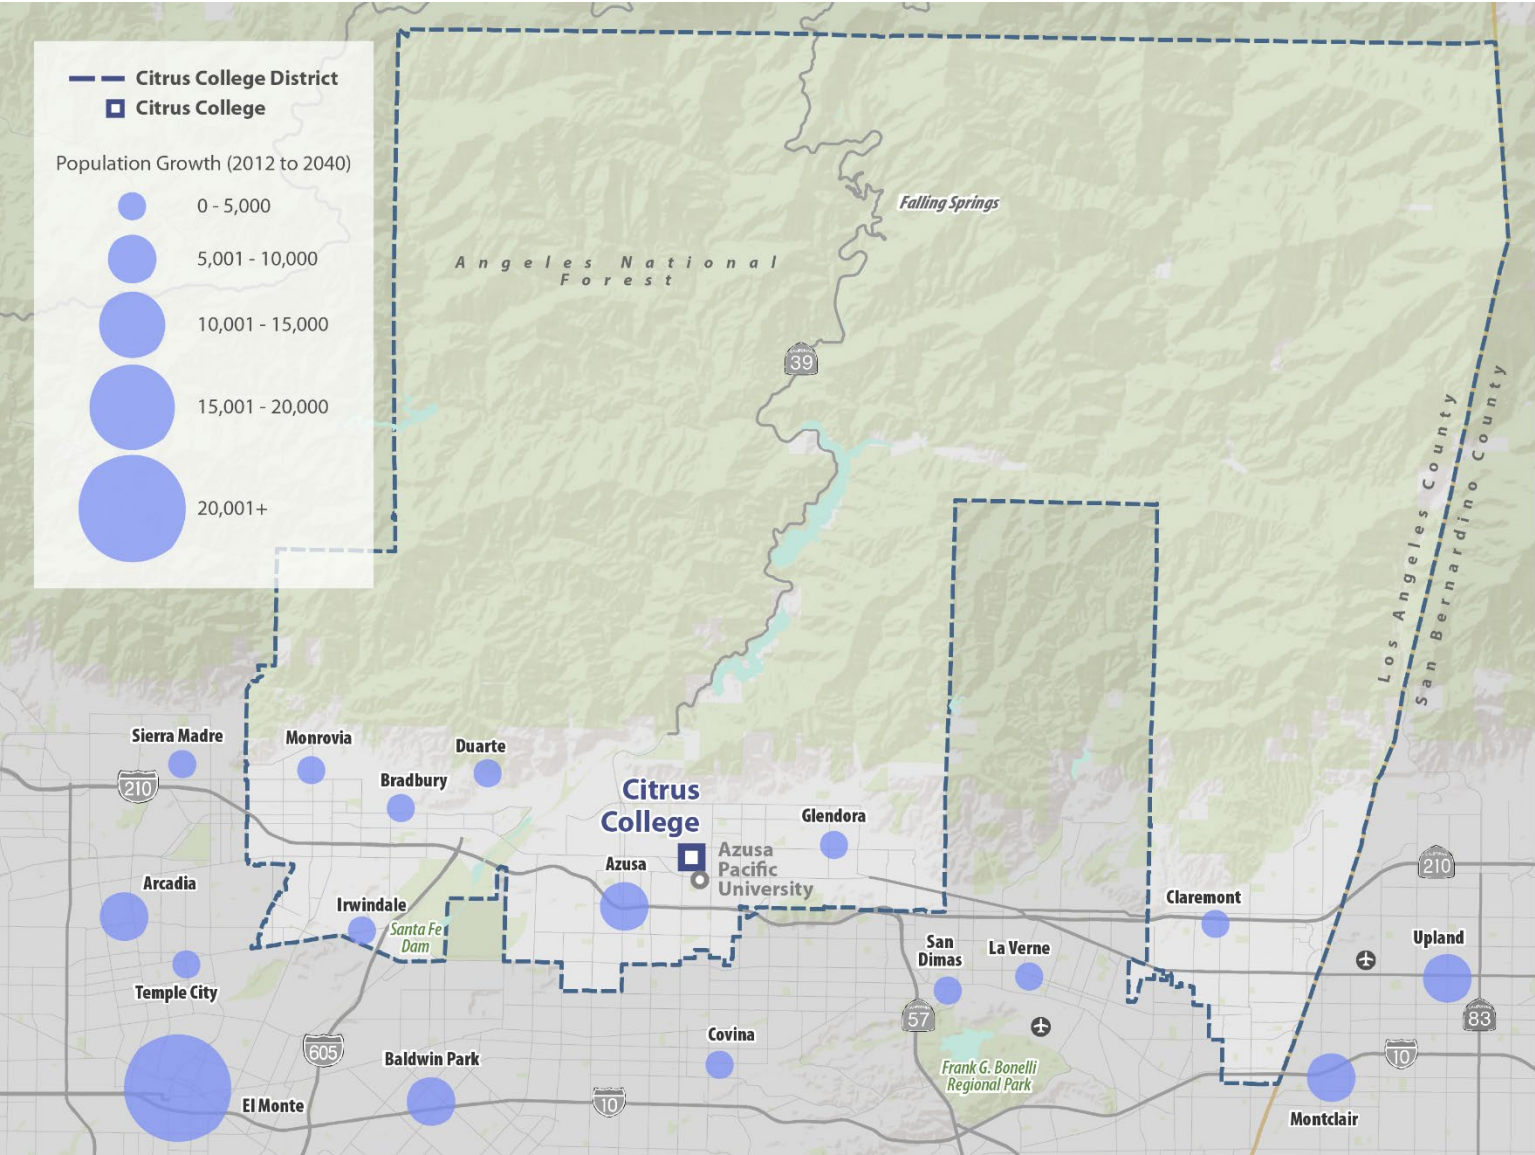 Citrus College District
Citrus College
Population Growth (2012 to 2040)
0 - 5,000
5,001 - 10,000
10,001 - 15,000
15,001 - 20,000
20,001+
Falling Springs
Angeles National
Forest
CALIFORNIA
39
Los Angeles County
San Bernardino County
Sierra Madre
Monrovia
Duarte
Bradbury
210
Citrus
College
Glendora
Azusa
Azusa
Pacific
University
Arcadia
Irwindale
Santa Fe
Dam
Claremont
210
San
Dimas
La Verne
Upland
Temple City
57
83
605
Covina
Baldwin Park
Frank G. Bonelli
Regional Park
10
El Monte
10
Montclair